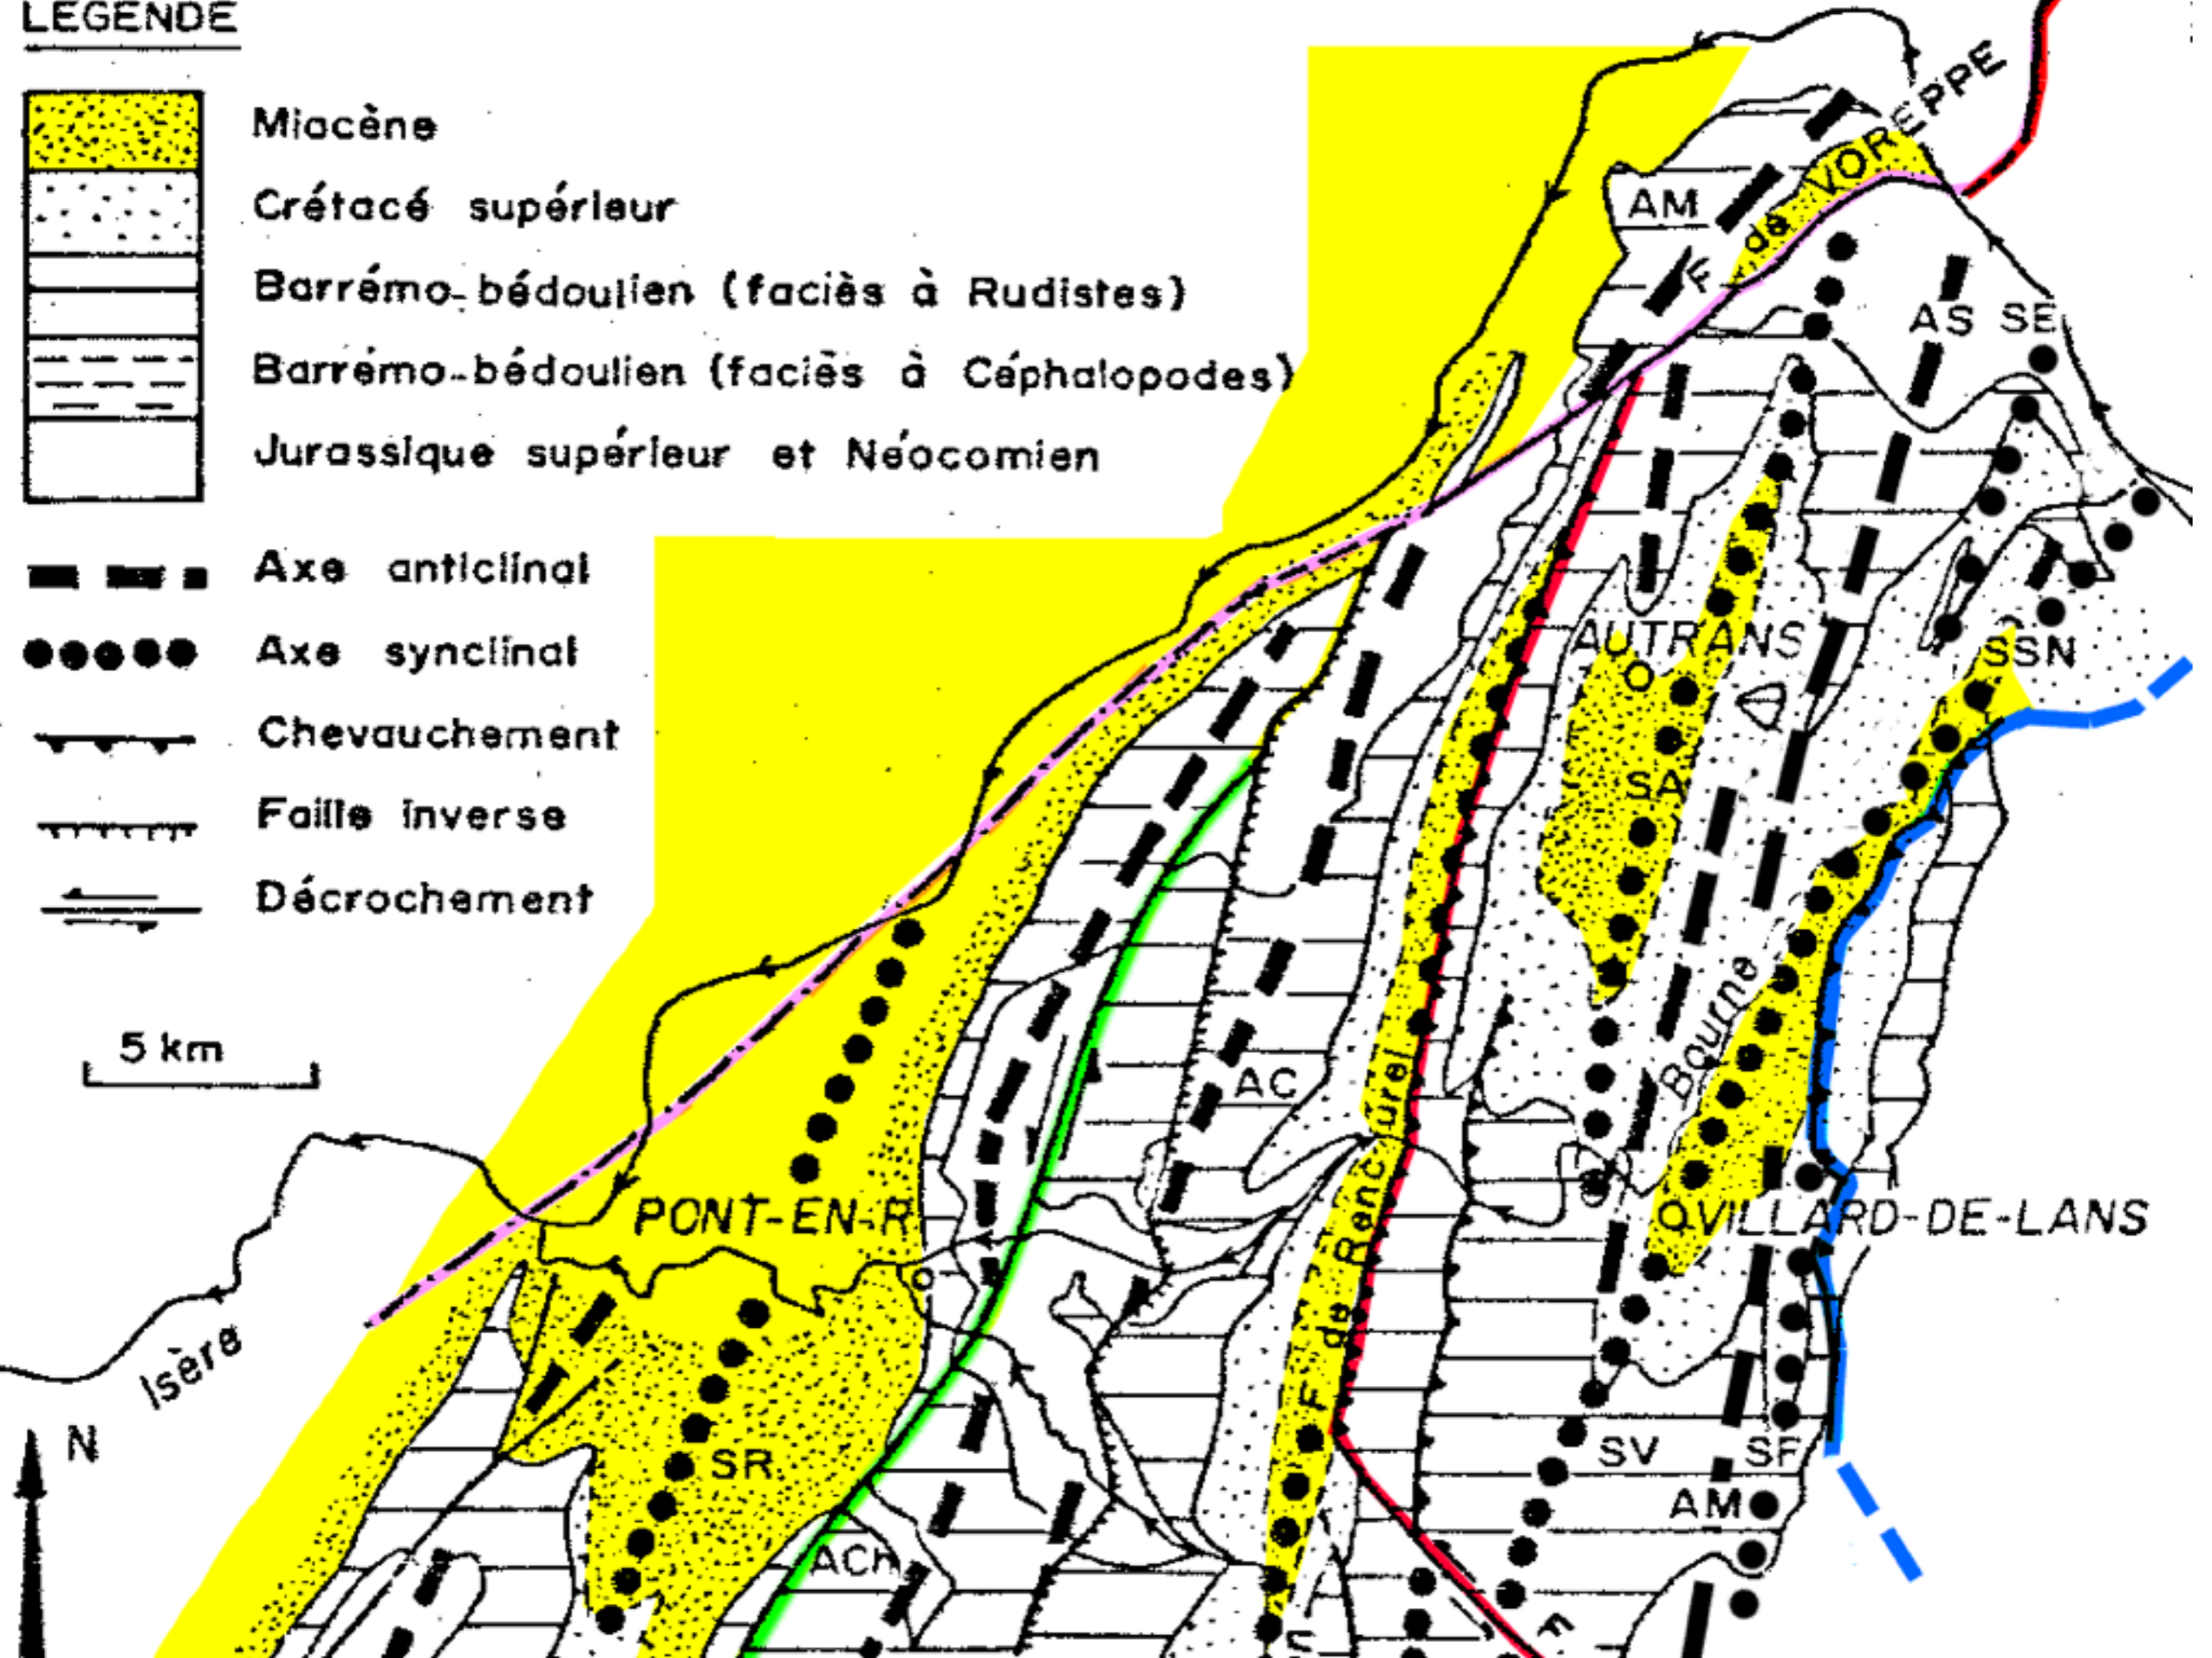 LEGENDE
Miocène
Crétacé supérieur
Barrémo-bédoulien (faciès à Rudistes)
Barrémo-bédoulien (faciès à Céphalopodes)
Jurassique supérieur et Néocomien
Axe anticlinal
Axe synclinal
Chevauchement
Faille inverse
Décrochement
5 km
N
Isère
F de VOREPPE
AM
AS SE
AUTRANS
SSN
SA
Bourne
AC
F de Rencurel
PONT-EN-R
VILLARD-DE-LANS
SR
SV
SF
AM
ACh
F
S